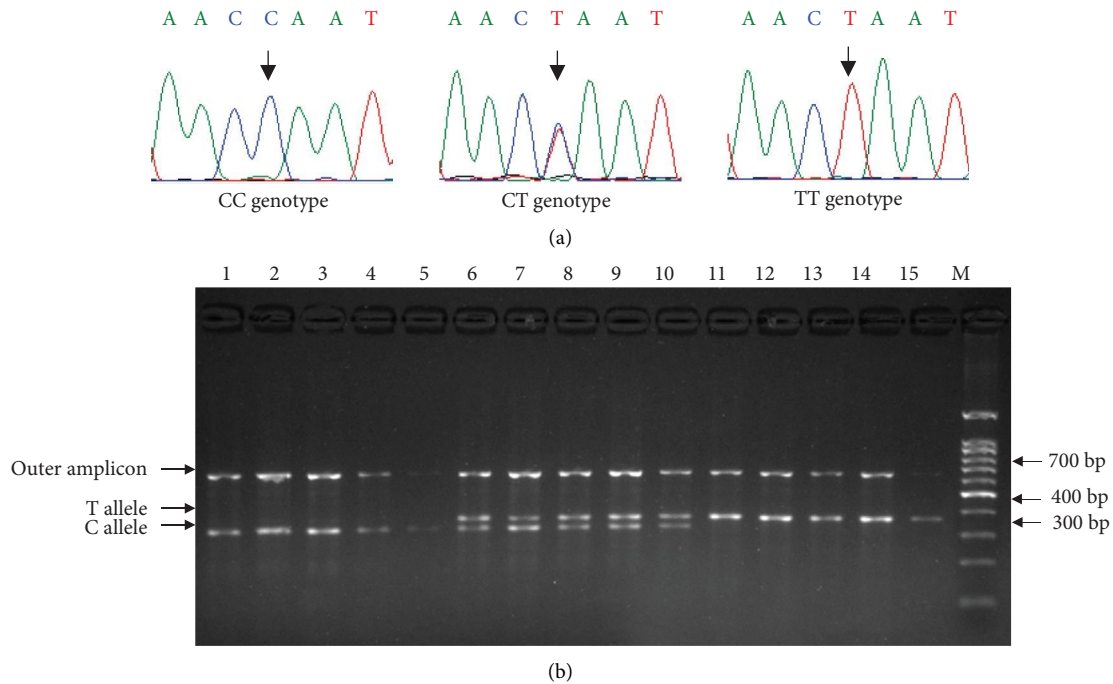 A A C C A A T A A C T A A T A A C T A A T
CC genotype CT genotype TT genotype
(a)
1 2 3 4 5 6 7 8 9 10 11 12 13 14 15 M
Outer amplicon
700 bp
T allele
400 bp
C allele
300 bp
(b)